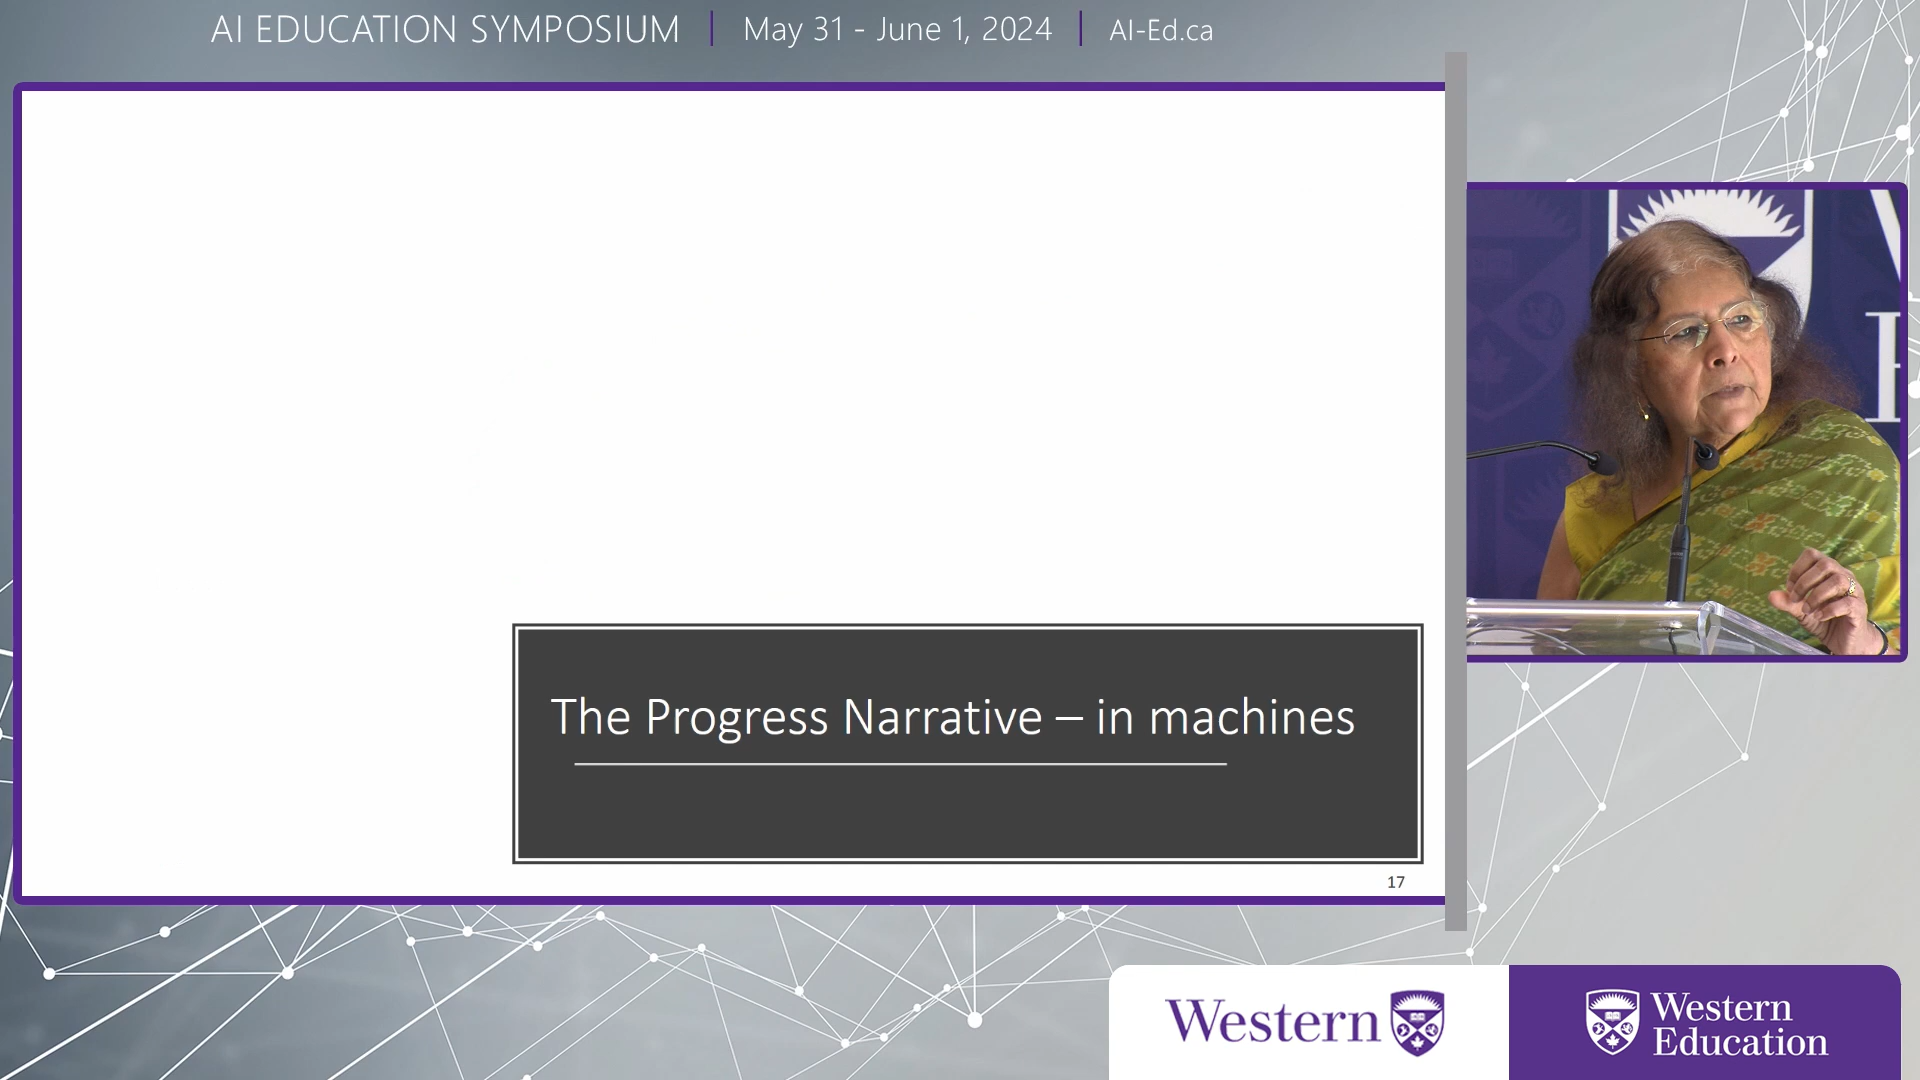 AI EDUCATION SYMPOSIUM | May 31 - June 1, 2024 | AI-Ed.ca
The Progress Narrative – in machines
17
Western
Western
Education